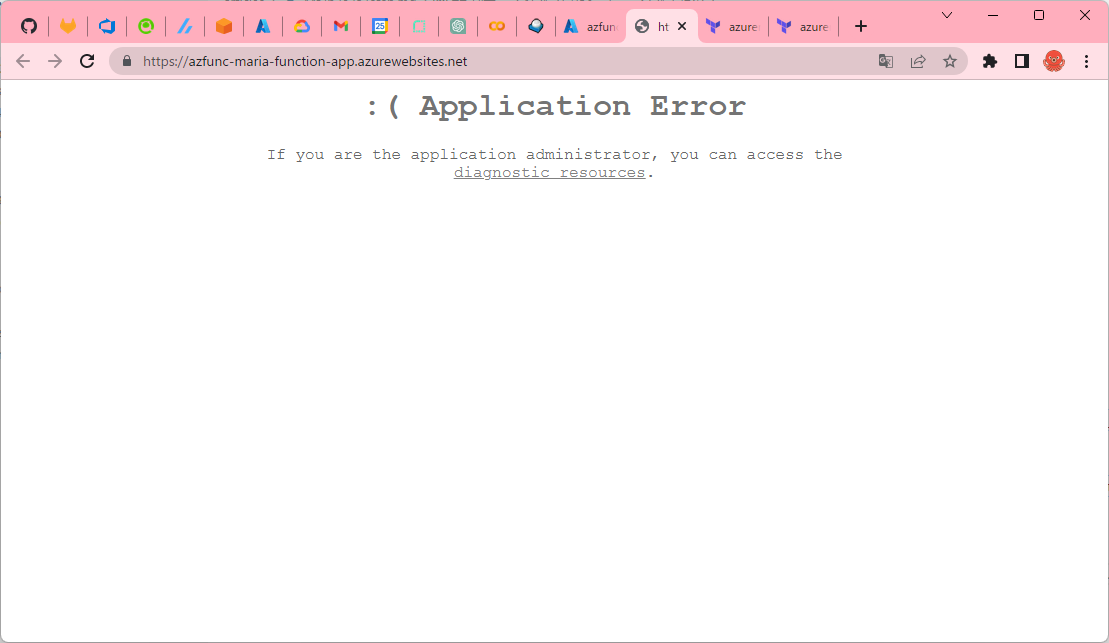 25
azfun
ht
azure
azure
https://azfunc-maria-function-app.azurewebsites.net
:( Application Error
If you are the application administrator, you can access the
diagnostic resources.